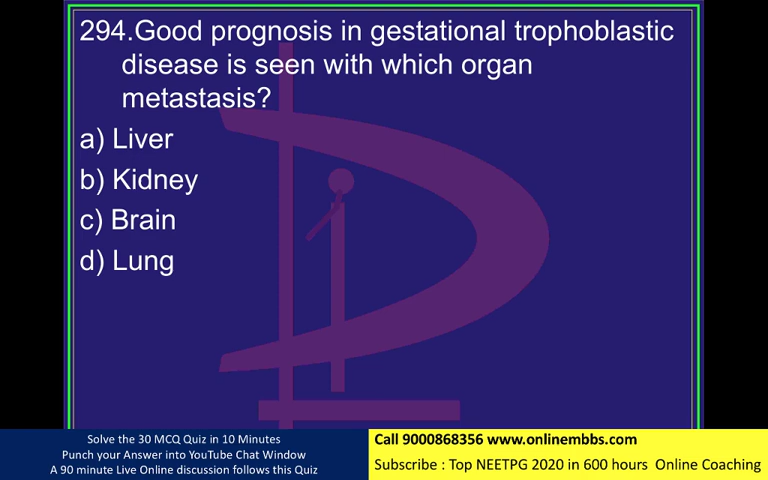 294.Good prognosis in gestational trophoblastic
disease is seen with which organ
metastasis?
a) Liver
b) Kidney
c) Brain
d) Lung
Solve the 30 MCQ Quiz in 10 Minutes
Punch your Answer into YouTube Chat Window
A 90 minute Live Online discussion follows this Quiz
Call 9000868356 www.onlinembbs.com
Subscribe : Top NEETPG 2020 in 600 hours Online Coaching